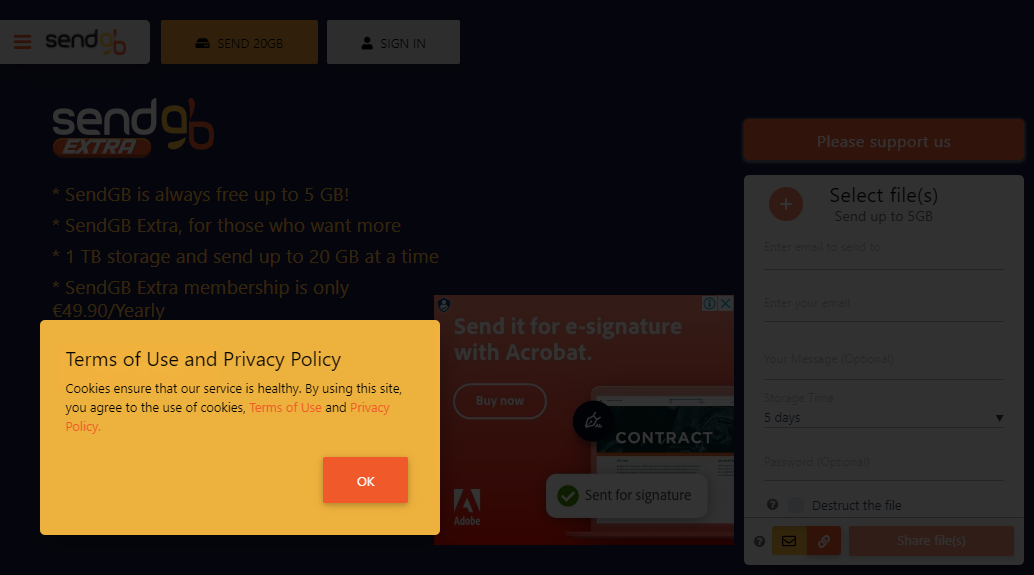 sendgb
SEND 20GB
SIGN IN
sendgb
EXTRA
* SendGB is always free up to 5 GB!
* SendGB Extra, for those who want more
* 1 TB storage and send up to 20 GB at a time
* SendGB Extra membership is only
€49.90/Yearly
Terms of Use and Privacy Policy
Cookies ensure that our service is healthy. By using this site,
you agree to the use of cookies, Terms of Use and Privacy
Policy.
OK
Send it for e-signature
with Acrobat.
Buy now
CONTRACT
Sent for signature
Adobe
Please support us
Select file(s)
Send up to 5GB
Enter email to send to
Enter your email
Your Message (Optional)
Storage Time
5 days
Password (Optional)
Destruct the file
Share file(s)